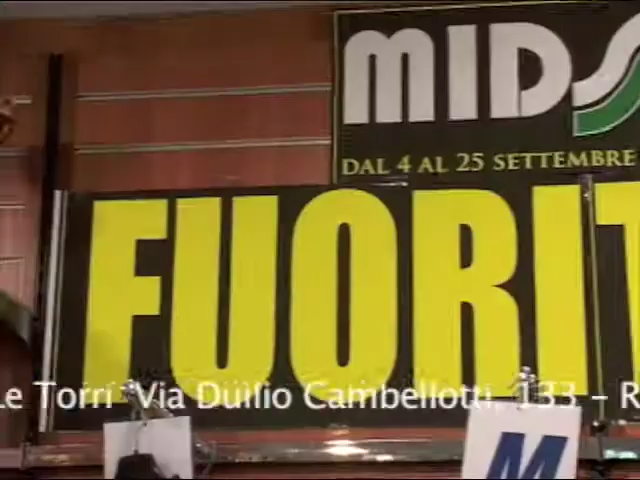 MIDS
DAL 4 AL 25 SETTEMBRE
FUORIT
Le Torri Via Duilio Cambellotti, 133 – R
M